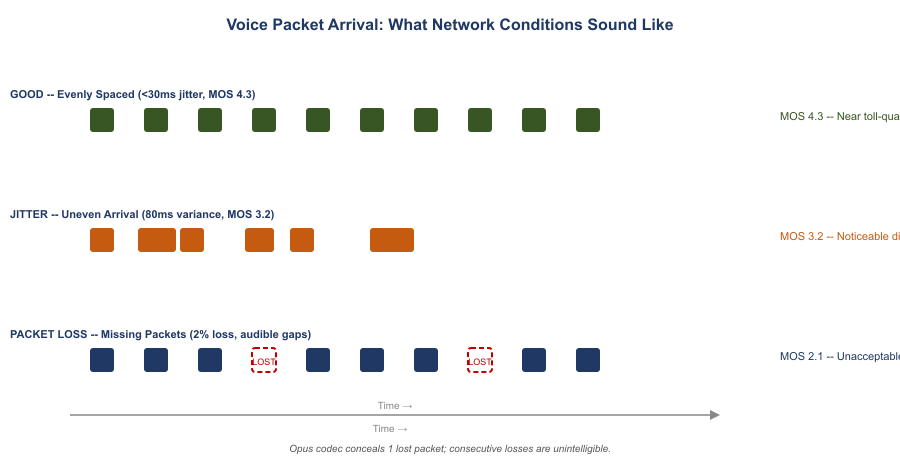 Voice Packet Arrival: What Network Conditions Sound Like
GOOD -- Evenly Spaced (<30ms jitter, MOS 4.3)
MOS 4.3 -- Near toll-qua
JITTER -- Uneven Arrival (80ms variance, MOS 3.2)
MOS 3.2 -- Noticeable di
PACKET LOSS -- Missing Packets (2% loss, audible gaps)
LOST
LOST
MOS 2.1 -- Unacceptable
Time →
Time →
Opus codec conceals 1 lost packet; consecutive losses are unintelligible.